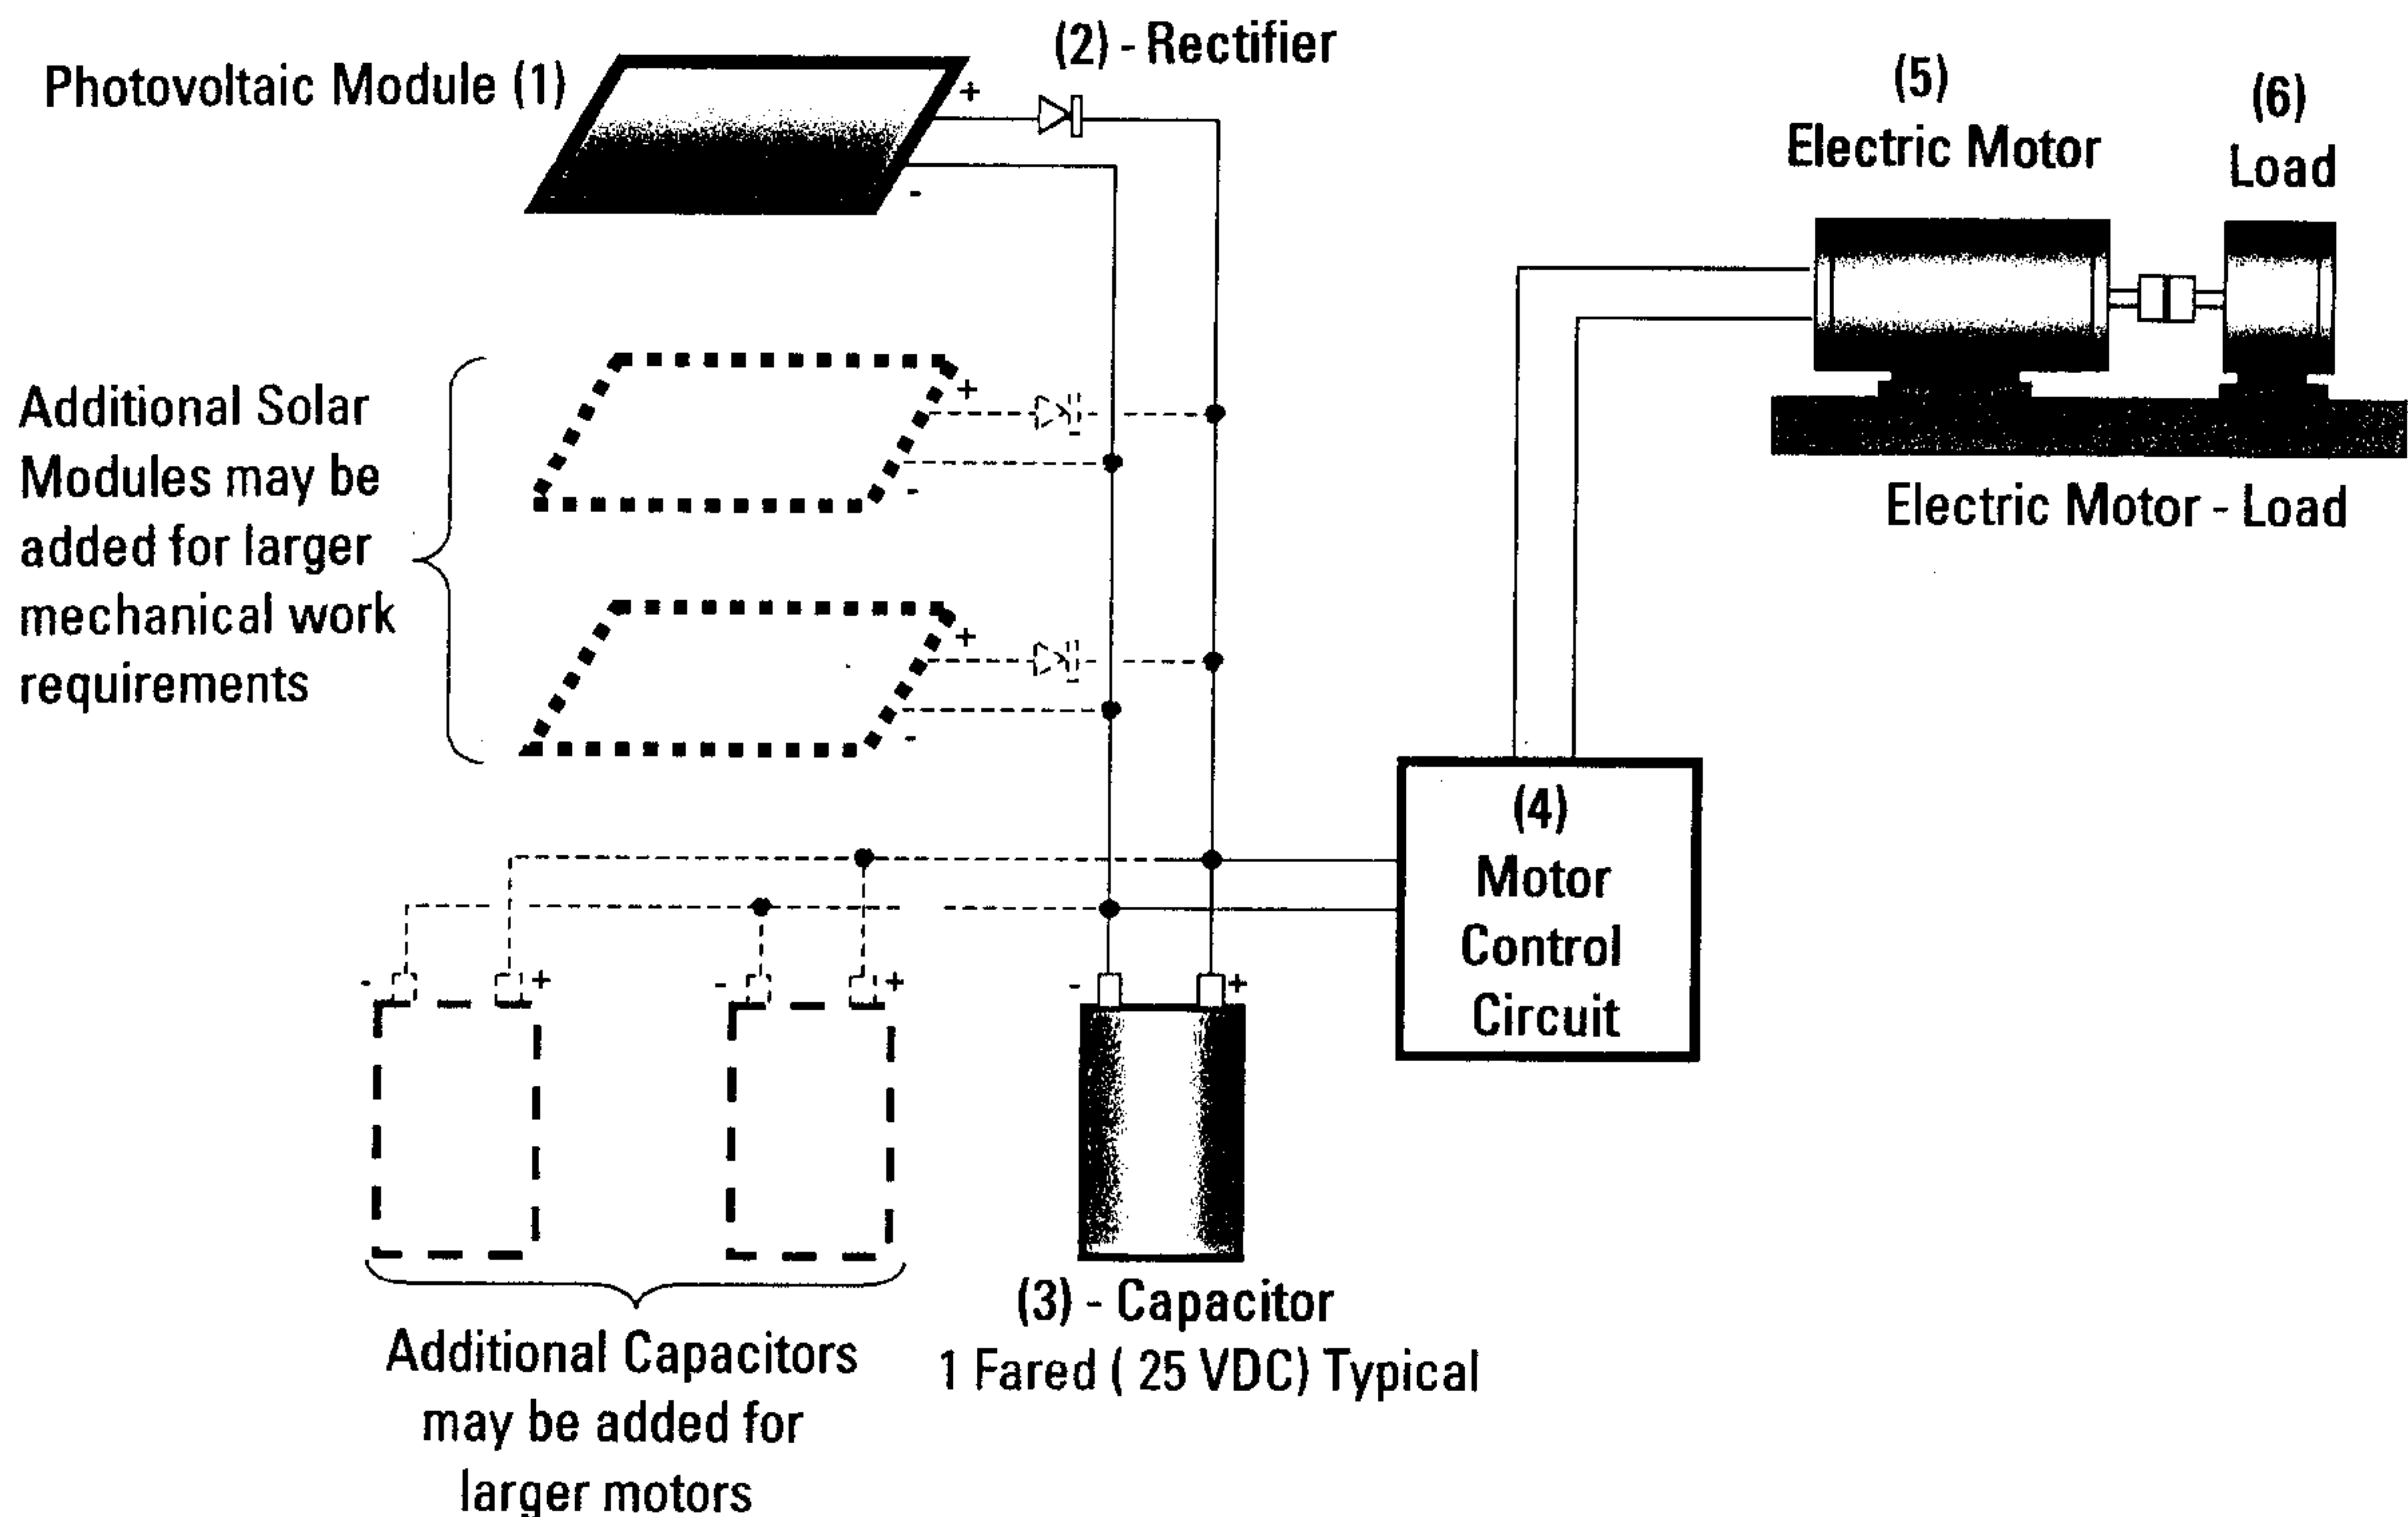 Photovoltaic Module (1)
+
-
(2) - Rectifier
(5)
Electric Motor
(6)
Load
Electric Motor - Load
Additional Solar
Modules may be
added for larger
mechanical work
requirements
+
-
+
-
(4)
Motor
Control
Circuit
-
+
-
+
-
+
(3) - Capacitor
1 Fared ( 25 VDC) Typical
Additional Capacitors
may be added for
larger motors